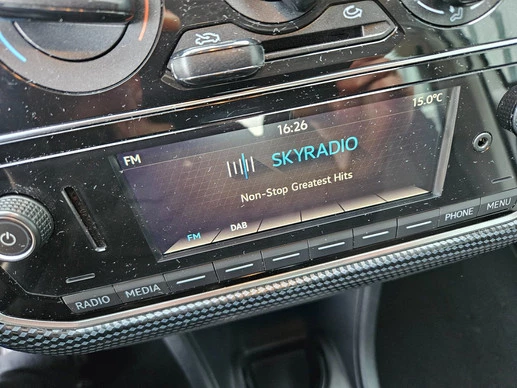 16:26
15.0°C
FM
SKYRADIO
Non-Stop Greatest Hits
FM DAB
RADIO MEDIA PHONE MENU